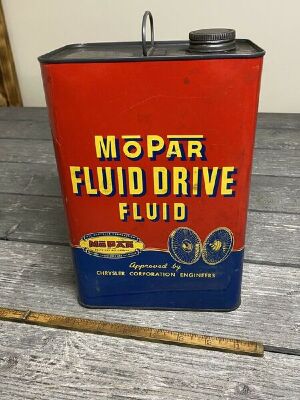 MOPAR
FLUID DRIVE
FLUID
MOPAR
Approved by
CHRYSLER CORPORATION ENGINEERS